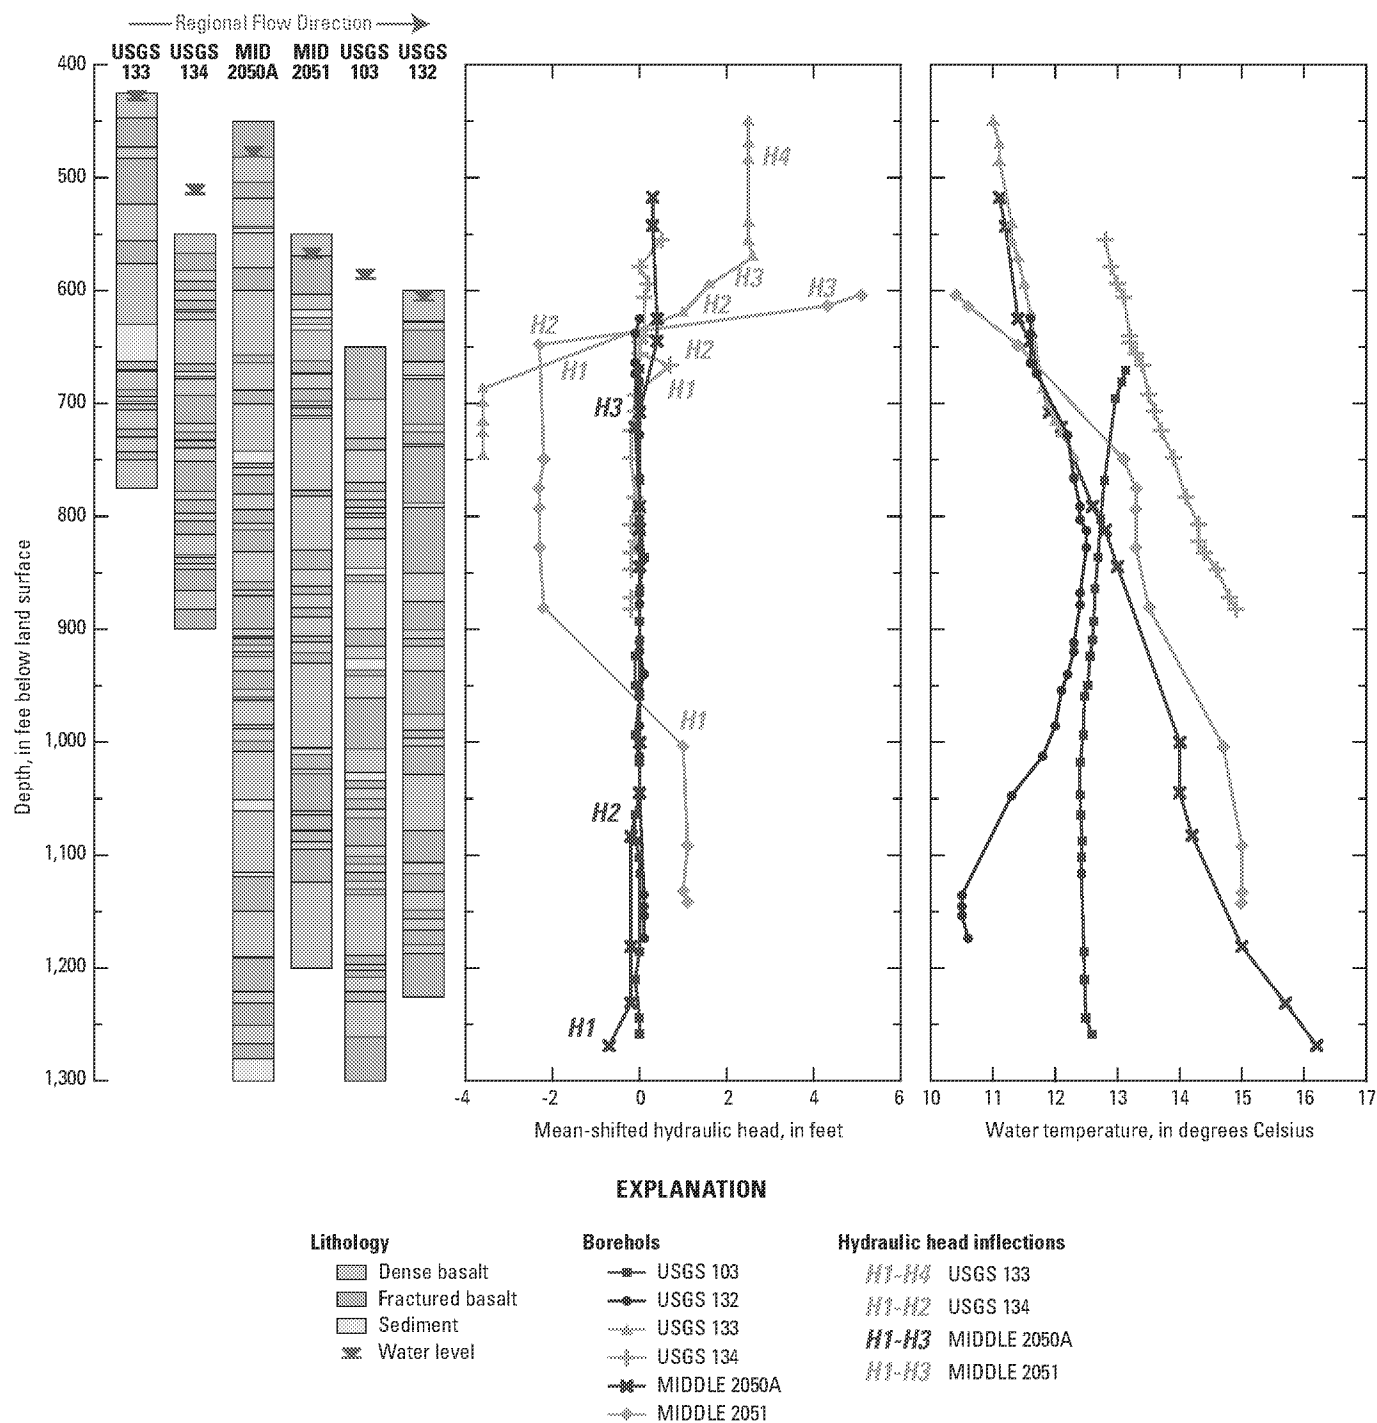 Regional Flow Direction
USGS 133
USGS 134
MID 2050A
MID 2051
USGS 103
USGS 132
400
500
600
700
800
900
1,000
1,100
1,200
1,300
Depth, in fee below land surface
H4
H3
H2
H3
H2
H1
H2
H1
H3
H1
H2
H1
-4
-2
0
2
4
6
Mean-shifted hydraulic head, in feet
10
11
12
13
14
15
16
17
Water temperature, in degrees Celsius
EXPLANATION
Lithology
Dense basalt
Fractured basalt
Sediment
Water level
Borehols
USGS 103
USGS 132
USGS 133
USGS 134
MIDDLE 2050A
MIDDLE 2051
Hydraulic head inflections
H1-H4 USGS 133
H1-H2 USGS 134
H1-H3 MIDDLE 2050A
H1-H3 MIDDLE 2051